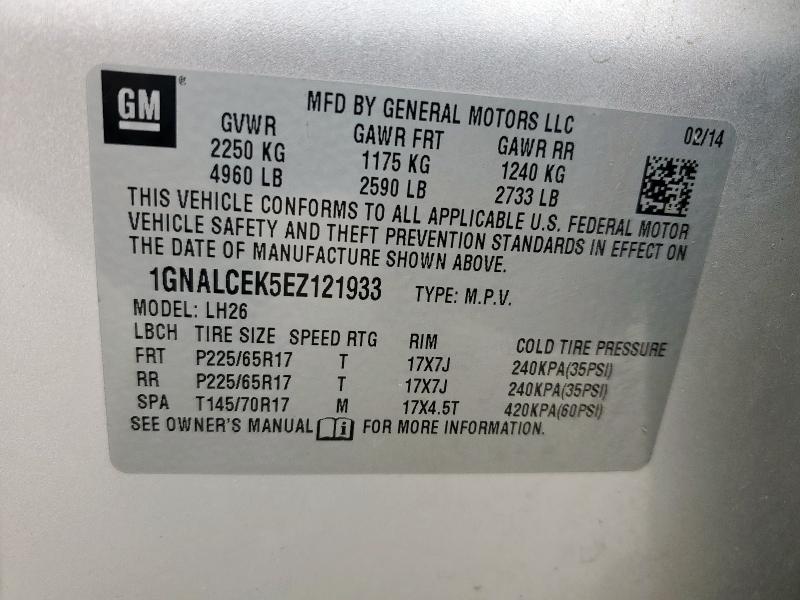 GM®
MFD BY GENERAL MOTORS LLC 02/14
GVWR GAWR FRT GAWR RR
2250 KG 1175 KG 1240 KG
4960 LB 2590 LB 2733 LB
THIS VEHICLE CONFORMS TO ALL APPLICABLE U.S. FEDERAL MOTOR
VEHICLE SAFETY AND THEFT PREVENTION STANDARDS IN EFFECT ON
THE DATE OF MANUFACTURE SHOWN ABOVE.
1GNALCEK5EZ121933 TYPE: M.P.V.
MODEL: LH26
LBCH TIRE SIZE SPEED RTG RIM COLD TIRE PRESSURE
FRT P225/65R17 T 17X7J 240KPA(35PSI)
RR P225/65R17 T 17X7J 240KPA(35PSI)
SPA T145/70R17 M 17X4.5T 420KPA(60PSI)
SEE OWNER'S MANUAL i FOR MORE INFORMATION.